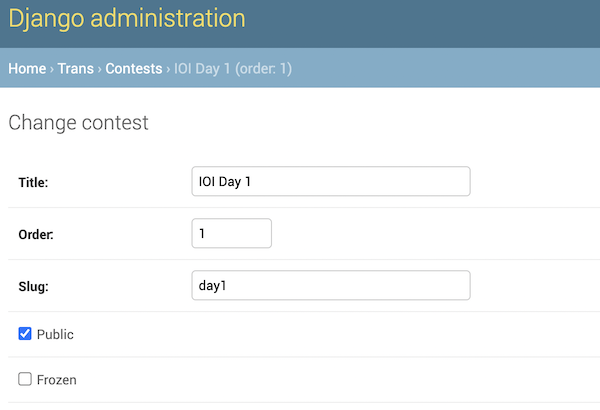 Django administration
Home › Trans › Contests › IOI Day 1 (order: 1)
Change contest
Title: IOI Day 1
Order: 1
Slug: day1
Public
Frozen